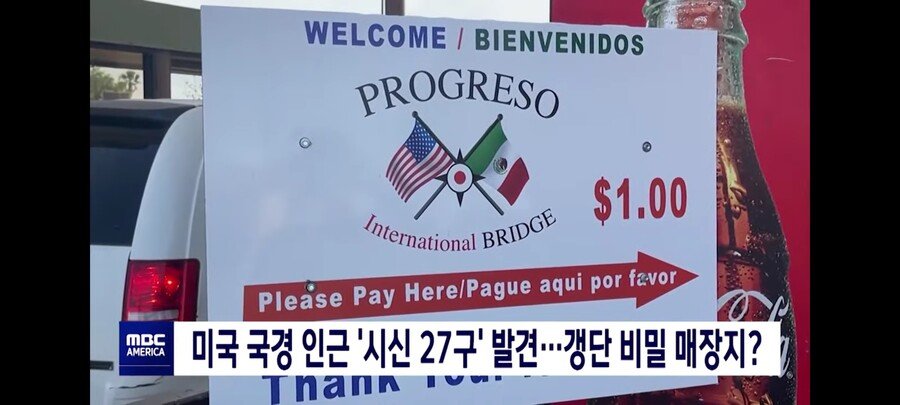 WELCOME / BIENVENIDOS
PROGRESO
International BRIDGE
$1.00
Please Pay Here/Pague aqui por favor
MBC
AMERICA
미국 국경 인근 '시신 27구' 발견…갱단 비밀 매장지?
Thank